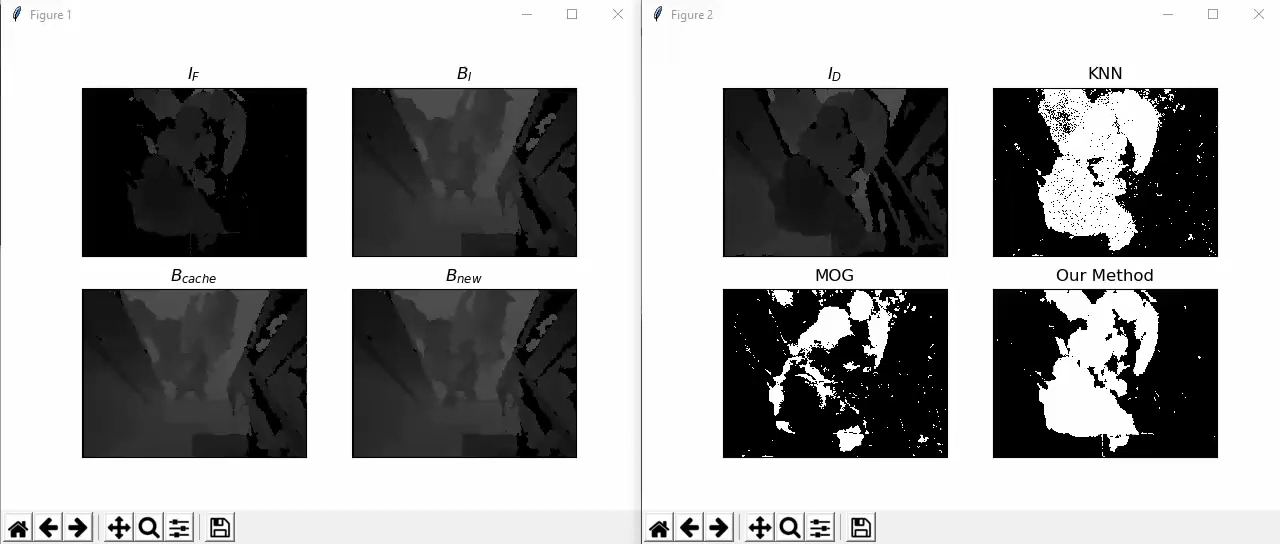 Figure 1
I_F
B_I
B_cache
B_new
Figure 2
I_D
KNN
MOG
Our Method